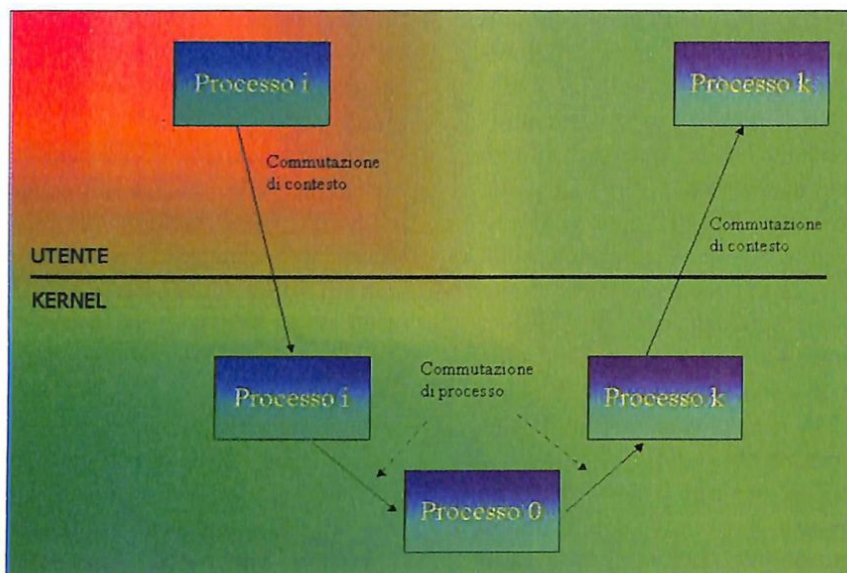 Processo i
Processo k
Commutazione
di contesto
Commutazione
di contesto
UTENTE
KERNEL
Processo i
Commutazione
di processo
Processo k
Processo 0